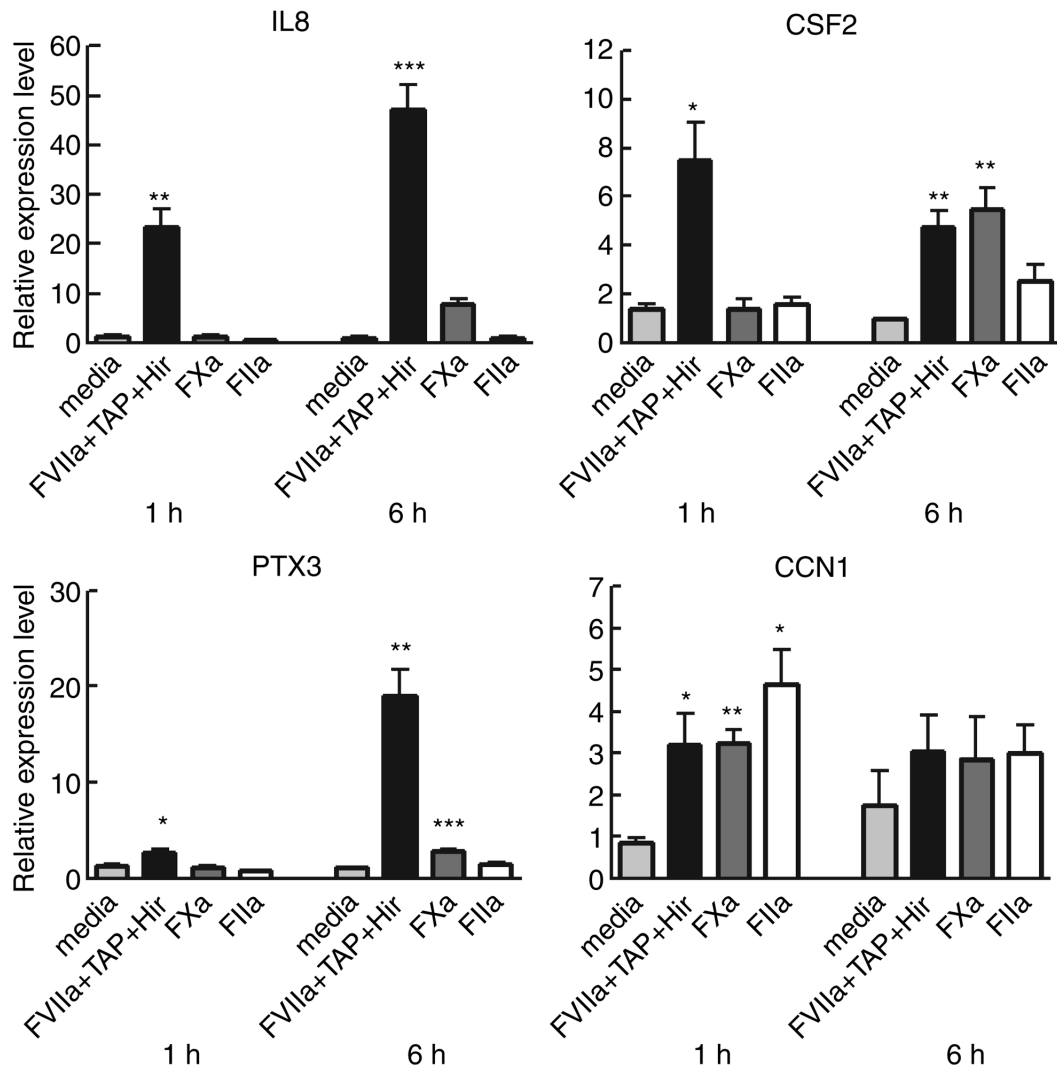 IL8
Relative expression level
60
50
40
30
20
10
0
**
***
media
FVIIa+TAP+Hir
FXa
FIIa
media
FVIIa+TAP+Hir
FXa
FIIa
1 h
6 h
CSF2
12
10
8
6
4
2
0
*
**
**
media
FVIIa+TAP+Hir
FXa
FIIa
media
FVIIa+TAP+Hir
FXa
FIIa
1 h
6 h
PTX3
Relative expression level
30
20
10
0
*
**
***
media
FVIIa+TAP+Hir
FXa
FIIa
media
FVIIa+TAP+Hir
FXa
FIIa
1 h
6 h
CCN1
7
6
5
4
3
2
1
0
*
**
*
media
FVIIa+TAP+Hir
FXa
FIIa
media
FVIIa+TAP+Hir
FXa
FIIa
1 h
6 h